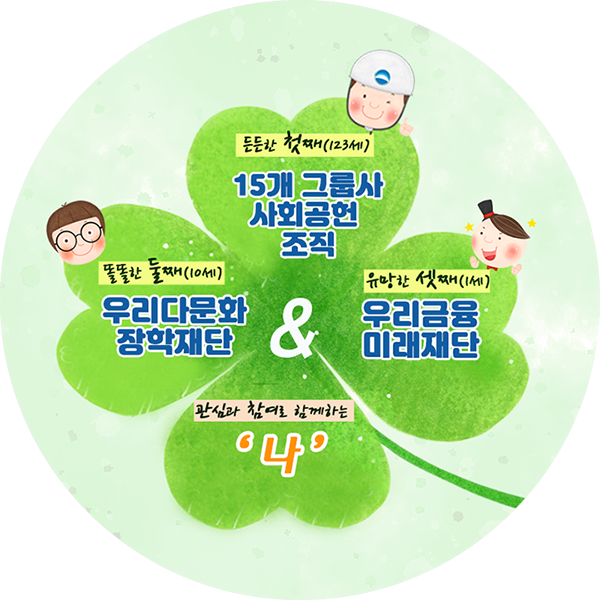 든든한 첫째(123세)
15개 그룹사
사회공헌
조직
똘똘한 둘째(10세)
우리다문화
장학재단
&
유망한 셋째(1세)
우리금융
미래재단
관심과 참여로 함께하는
‘나’